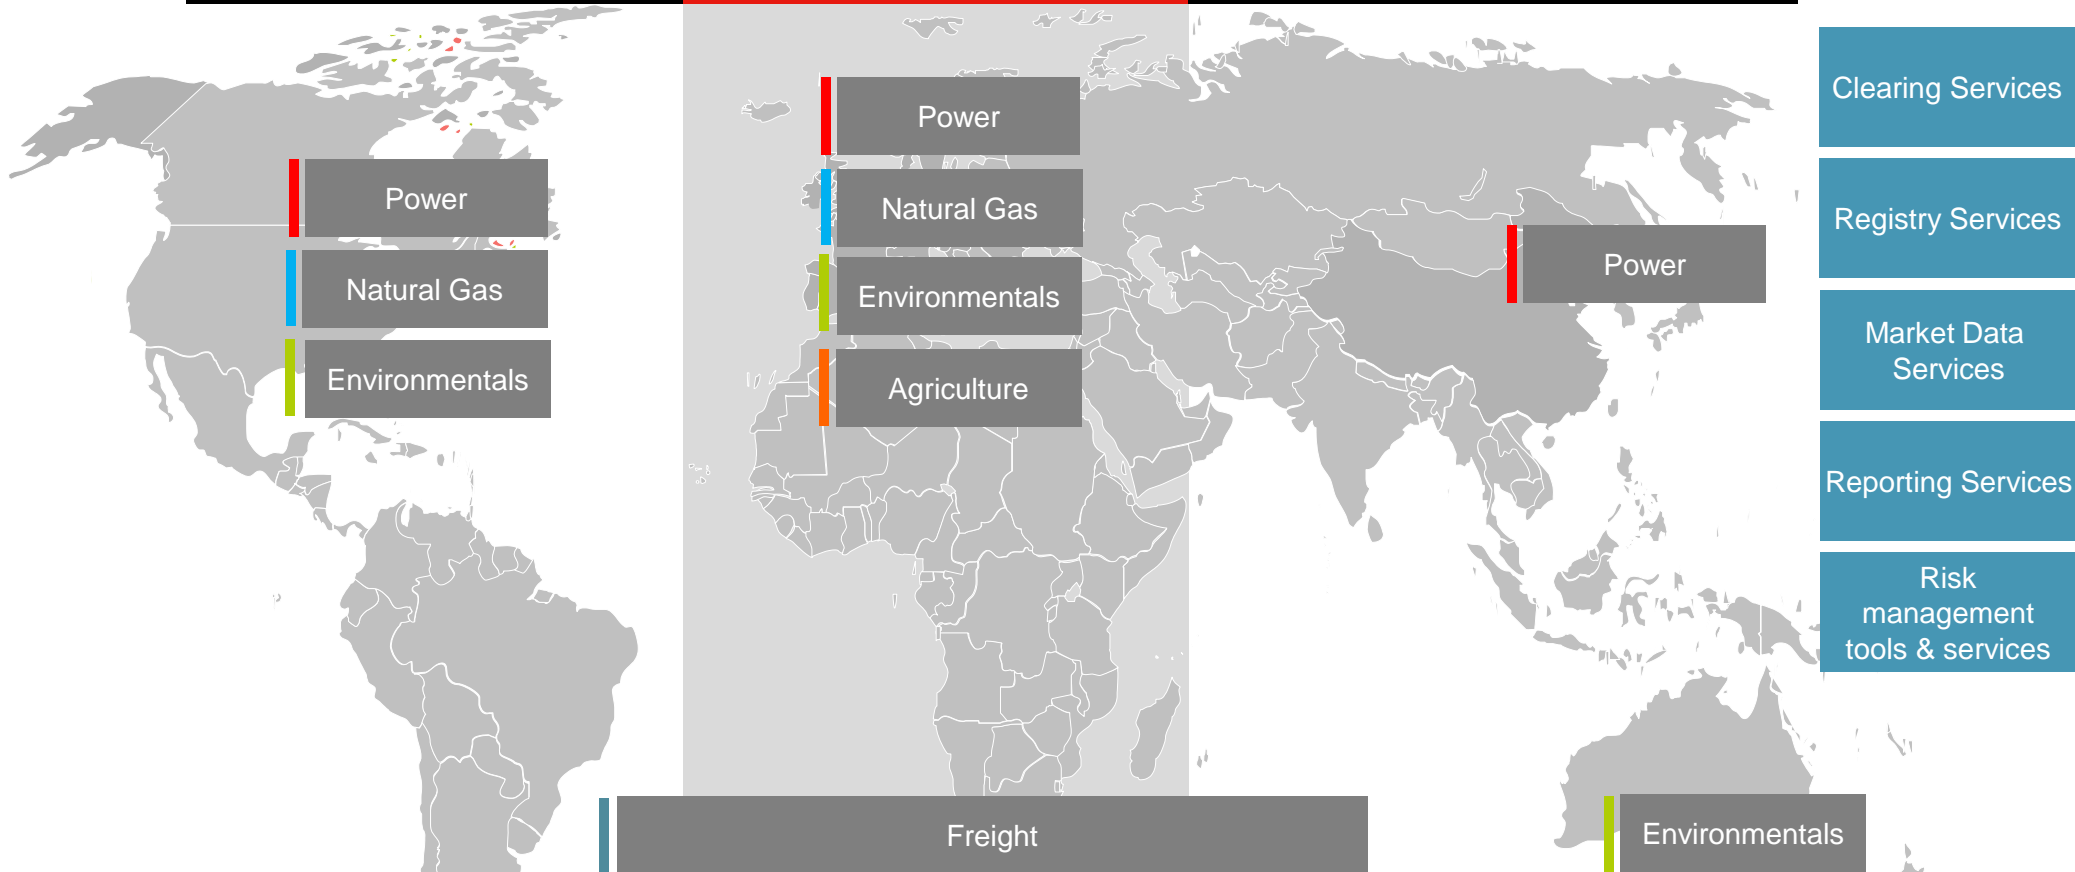 Power
Natural Gas
Environmentals
Power
Natural Gas
Environmentals
Agriculture
Power
Freight
Environmentals
Clearing Services
Registry Services
Market Data
Services
Reporting Services
Risk
management
tools & services